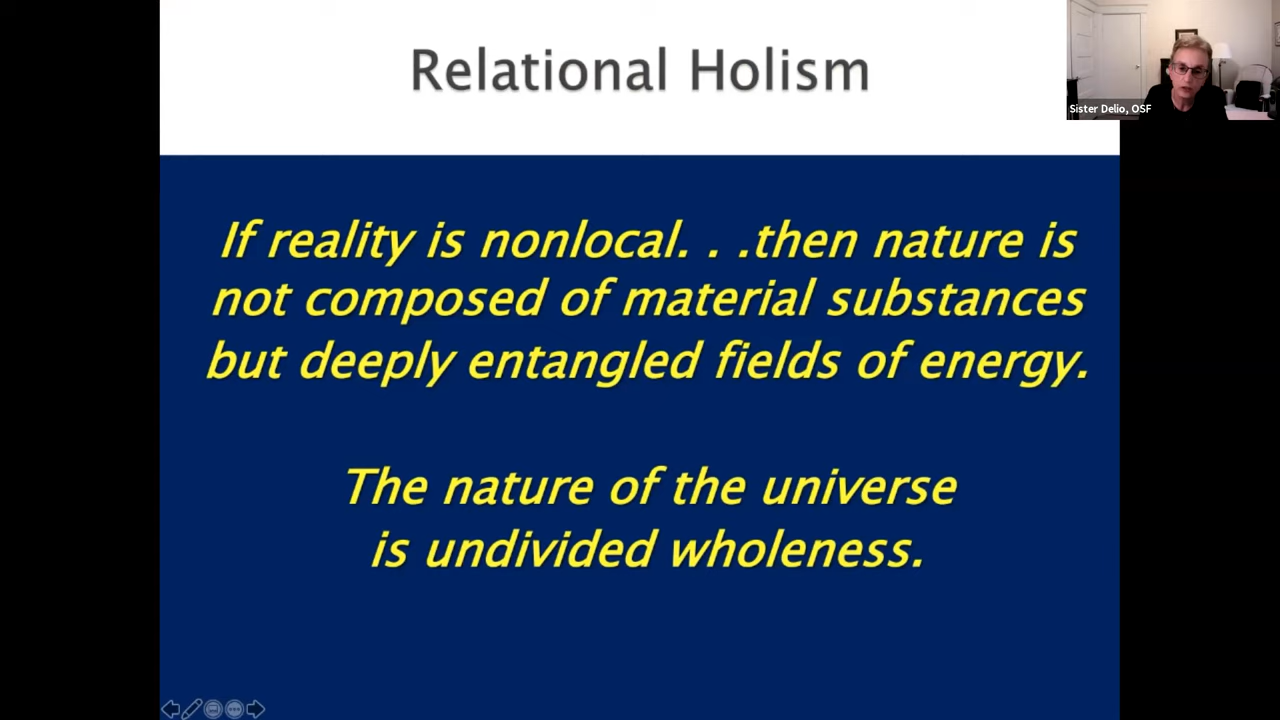 Relational Holism
Sister Delio, OSF
If reality is nonlocal. . .then nature is
not composed of material substances
but deeply entangled fields of energy.
The nature of the universe
is undivided wholeness.